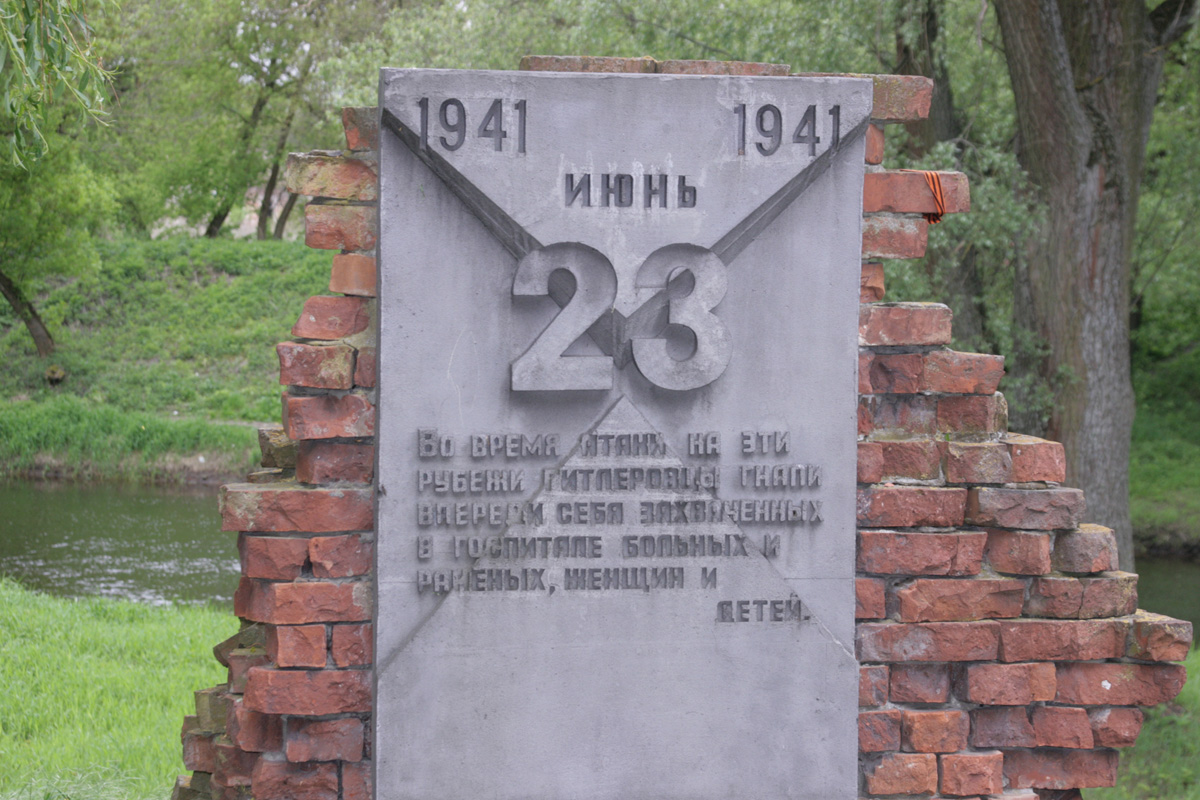 1941 1941
ИЮНЬ
23
Во время атаки на эти
рубежи гитлеровцы гнали
впереди себя захваченных
в госпитале больных и
раненых, женщин и
детей.